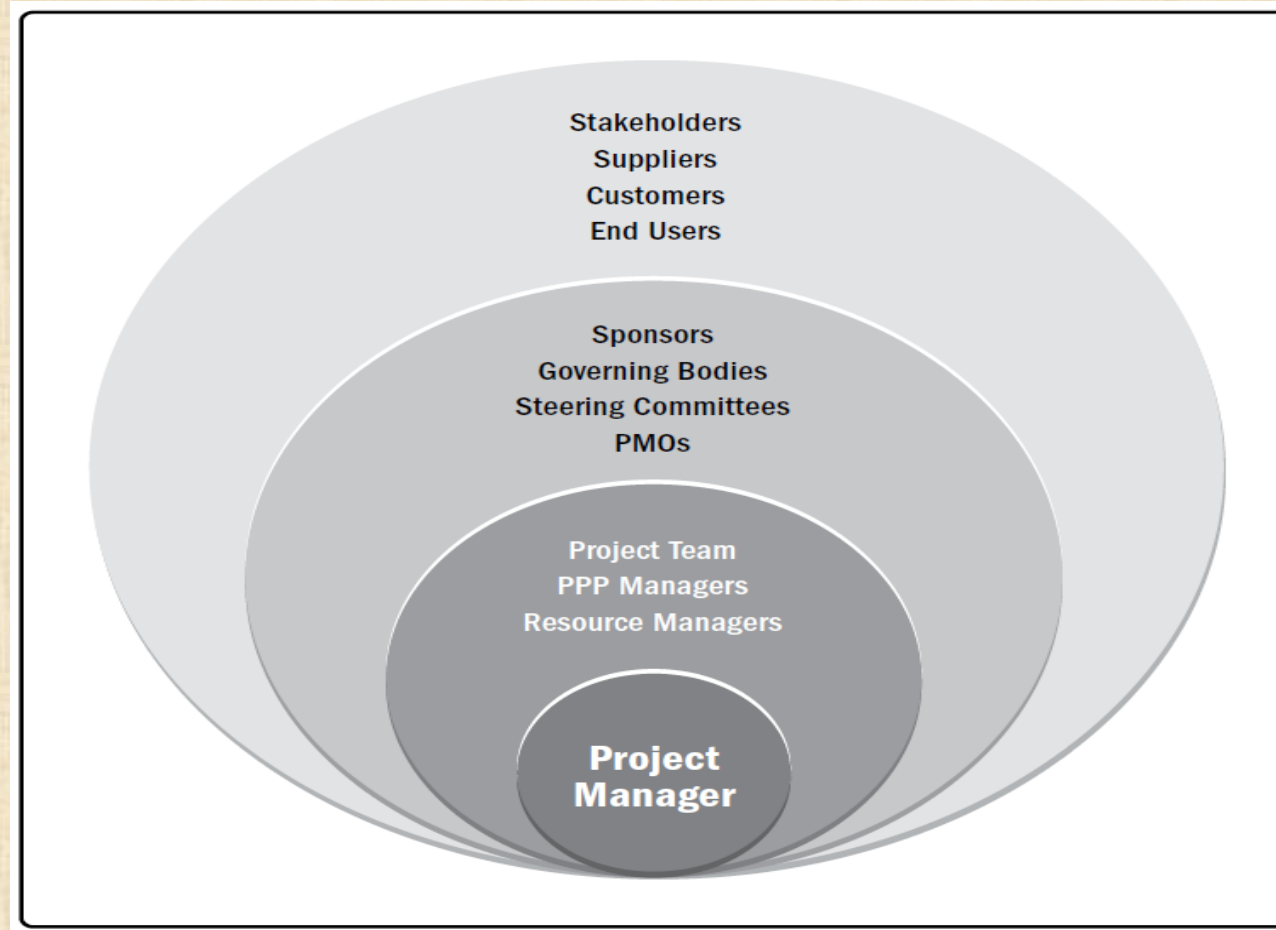 Stakeholders
Suppliers
Customers
End Users
Sponsors
Governing Bodies
Steering Committees
PMOs
Project Team
PPP Managers
Resource Managers
Project
Manager